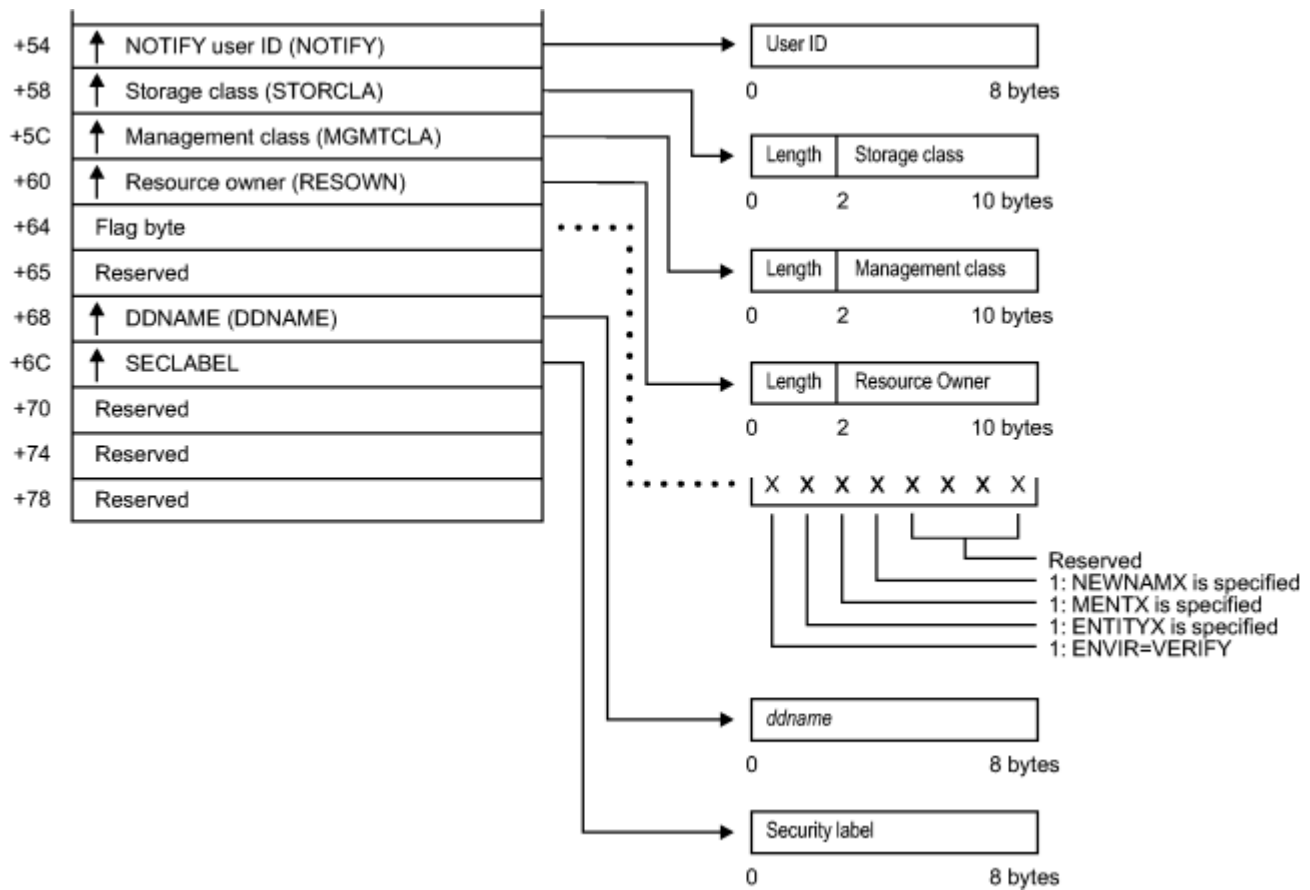 +54 NOTIFY user ID (NOTIFY)
+58 Storage class (STORCLA)
+5C Management class (MGMTCLA)
+60 Resource owner (RESOWN)
+64 Flag byte
+65 Reserved
+68 DDNAME (DDNAME)
+6C SECLABEL
+70 Reserved
+74 Reserved
+78 Reserved
User ID
0 8 bytes
Length Storage class
0 2 10 bytes
Length Management class
0 2 10 bytes
Length Resource Owner
0 2 10 bytes
X X X X X X X X
Reserved
1: NEWNAMX is specified
1: MENTX is specified
1: ENTITYX is specified
1: ENVIR=VERIFY
ddname
0 8 bytes
Security label
0 8 bytes